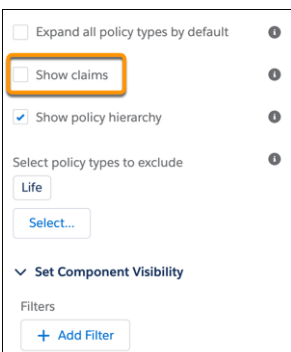 Expand all policy types by default
Show claims
Show policy hierarchy
Select policy types to exclude
Life
Select...
Set Component Visibility
Filters
+ Add Filter